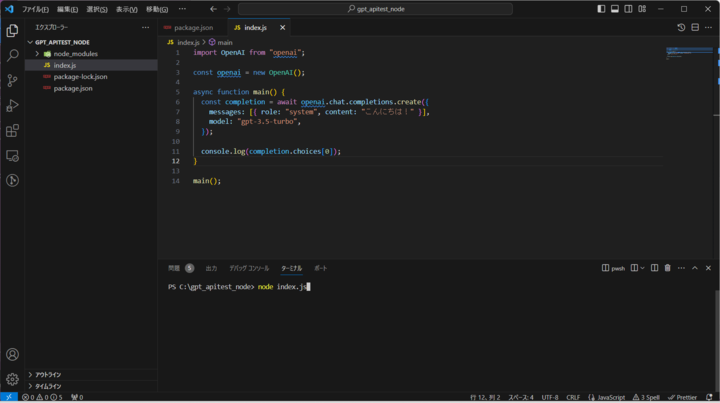 ファイル(F) 編集(E) 選択(S) 表示(V) 移動(M) ··· gpt_apitest_node
エクスプローラー ···
GPT_APITEST_NODE
node_modules
JS index.js
package-lock.json
package.json
アウトライン
タイムライン
package.json JS index.js
JS index.js > main
1 import OpenAI from "openai";
2
3 const openai = new OpenAI();
4
5 async function main() {
6 const completion = await openai.chat.completions.create({
7 messages: [{ role: "system", content: "こんにちは！" }],
8 model: "gpt-3.5-turbo",
9 });
10
11 console.log(completion.choices[0]);
12 }
13
14 main();
問題 5 出力 デバッグ コンソール ターミナル ポート pwsh
PS C:\gpt_apitest_node> node index.js
0 0 5 0 行 12、列 2 スペース: 4 UTF-8 CRLF JavaScript 3 Spell Prettier